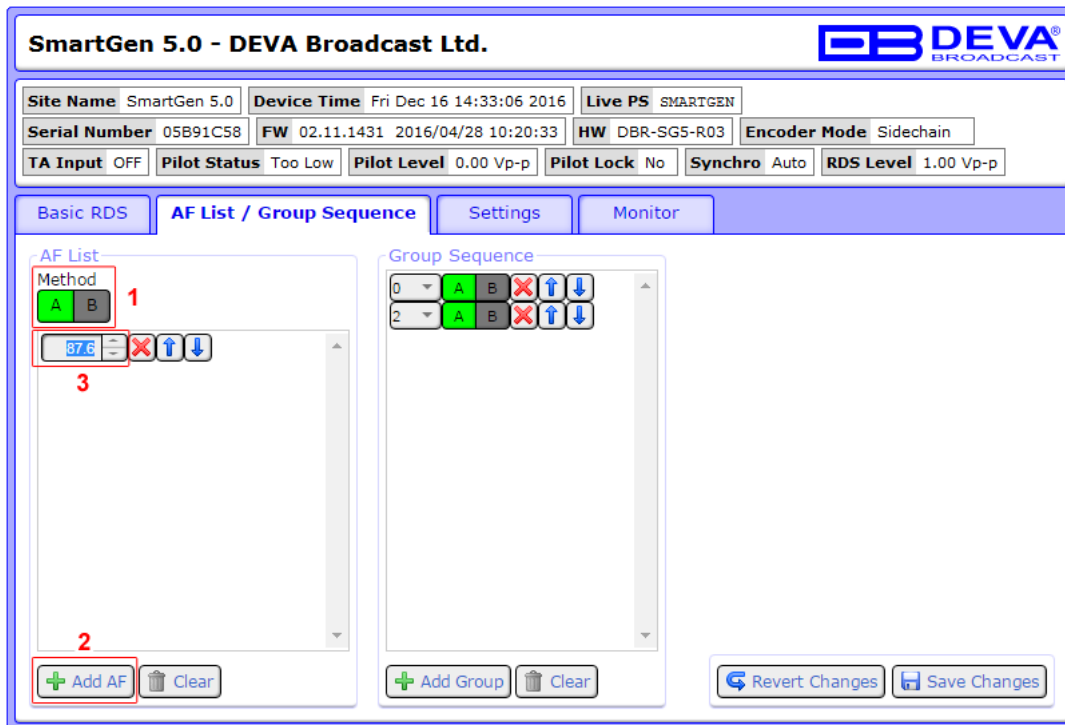 SmartGen 5.0 - DEVA Broadcast Ltd.
DEVA®
BROADCAST
Site Name SmartGen 5.0 Device Time Fri Dec 16 14:33:06 2016 Live PS SMARTGEN
Serial Number 05B91C58 FW 02.11.1431 2016/04/28 10:20:33 HW DBR-SG5-R03 Encoder Mode Sidechain
TA Input OFF Pilot Status Too Low Pilot Level 0.00 Vp-p Pilot Lock No Synchro Auto RDS Level 1.00 Vp-p
Basic RDS AF List / Group Sequence Settings Monitor
AF List
Method
A B
1
87.6
3
2
Add AF Clear
Group Sequence
0 A B
2 A B
Add Group Clear
Revert Changes Save Changes